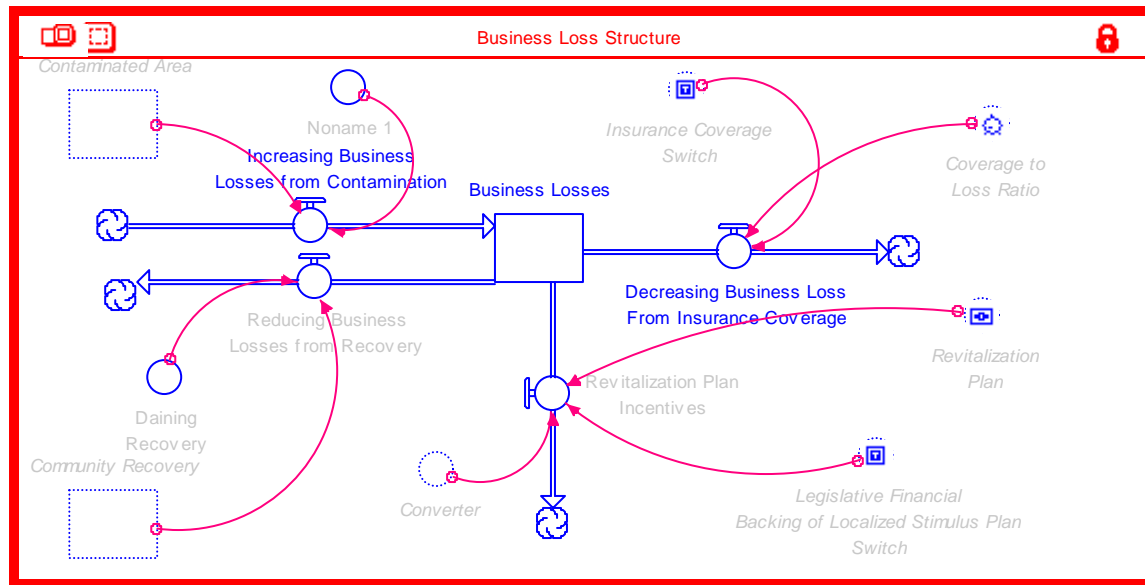 Business Loss Structure
Contaminated Area
Noname 1
Increasing Business
Losses from Contamination
Insurance Coverage
Switch
Coverage to
Loss Ratio
Business Losses
Decreasing Business Loss
From Insurance Coverage
Reducing Business
Losses from Recovery
Revitalization
Plan
Revitalization Plan
Incentives
Daining
Recovery
Community Recovery
Converter
Legislative Financial
Backing of Localized Stimulus Plan
Switch
T
T